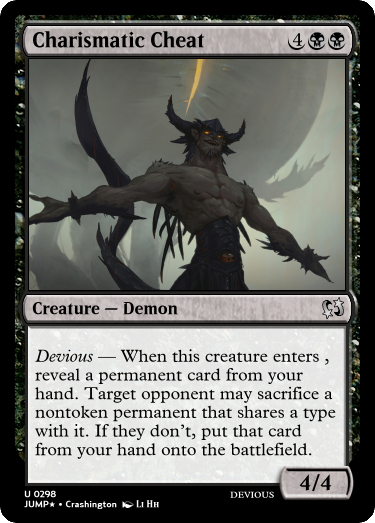 Charismatic Cheat 4
Creature — Demon
Devious — When this creature enters ,
reveal a permanent card from your
hand. Target opponent may sacrifice a
nontoken permanent that shares a type
with it. If they don't, put that card
from your hand onto the battlefield.
4/4
U 0298
DEVIOUS
JUMP★ • Crashington Li Hh